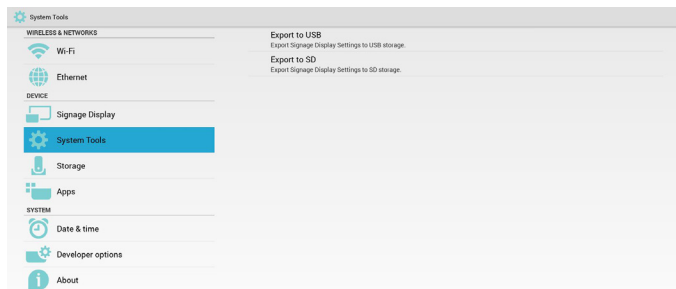 System Tools
WIRELESS & NETWORKS
Wi-Fi
Ethernet
DEVICE
Signage Display
System Tools
Storage
Apps
SYSTEM
Date & time
Developer options
About
Export to USB
Export Signage Display Settings to USB storage.
Export to SD
Export Signage Display Settings to SD storage.